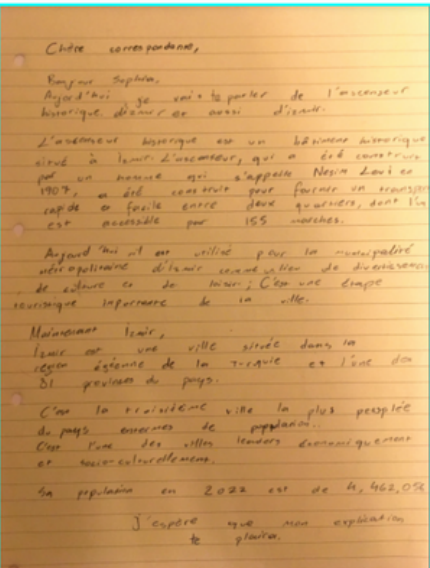 Chère correspondante,
Bonjour Sophia,
Aujourd'hui je vais te parler de l'ascenseur
historique d'izmir et aussi d'izmir.
L'ascenseur historique est un bâtiment historique
situé à Izmir. L'ascenseur, qui a été construit
par un homme qui s'appelle Nesim Levi en
1907, a été construit pour fournir un transport
rapide et facile entre deux quartiers, dont l'un
est accessible par 155 marches.
Aujourd'hui il est utilisé pour la municipalité
métropolitaine d'Izmir comme un lieu de divertissement
de culture et de loisir; C'est une étape
touristique importante de la ville.
Maintenant Izmir,
Izmir est une ville située dans la
région égéenne de la Turquie et l'une des
81 provinces du pays.
C'est la troisième ville la plus peuplée
du pays en termes de population.
C'est l'une des villes leaders économiquement
et socio-culturellement.
Sa population en 2022 est de 4,462,056
J'espère que mon explication
te plaira.